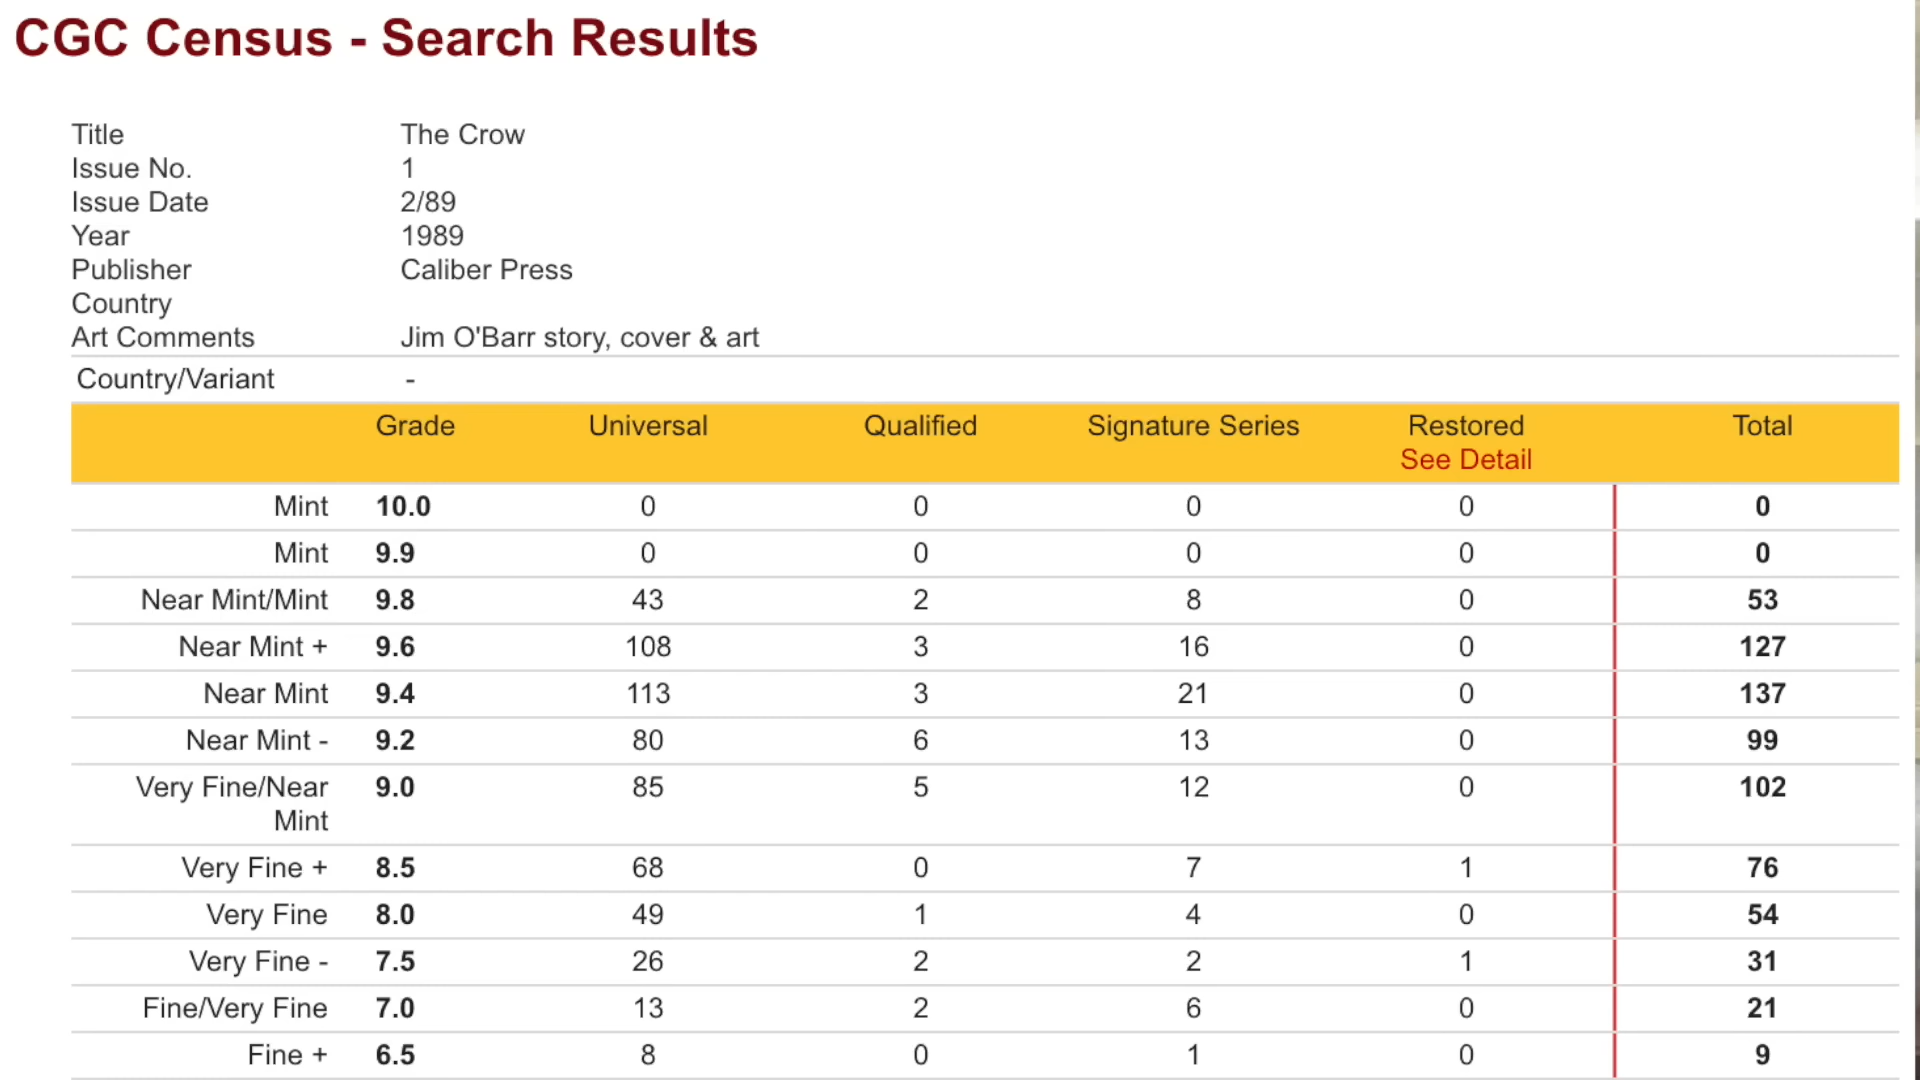 CGC Census - Search Results
Title The Crow
Issue No. 1
Issue Date 2/89
Year 1989
Publisher Caliber Press
Country
Art Comments Jim O'Barr story, cover & art
Country/Variant -
Grade Universal Qualified Signature Series Restored Total
See Detail
Mint 10.0 0 0 0 0 0
Mint 9.9 0 0 0 0 0
Near Mint/Mint 9.8 43 2 8 0 53
Near Mint + 9.6 108 3 16 0 127
Near Mint 9.4 113 3 21 0 137
Near Mint - 9.2 80 6 13 0 99
Very Fine/Near 9.0 85 5 12 0 102
Mint
Very Fine + 8.5 68 0 7 1 76
Very Fine 8.0 49 1 4 0 54
Very Fine - 7.5 26 2 2 1 31
Fine/Very Fine 7.0 13 2 6 0 21
Fine + 6.5 8 0 1 0 9